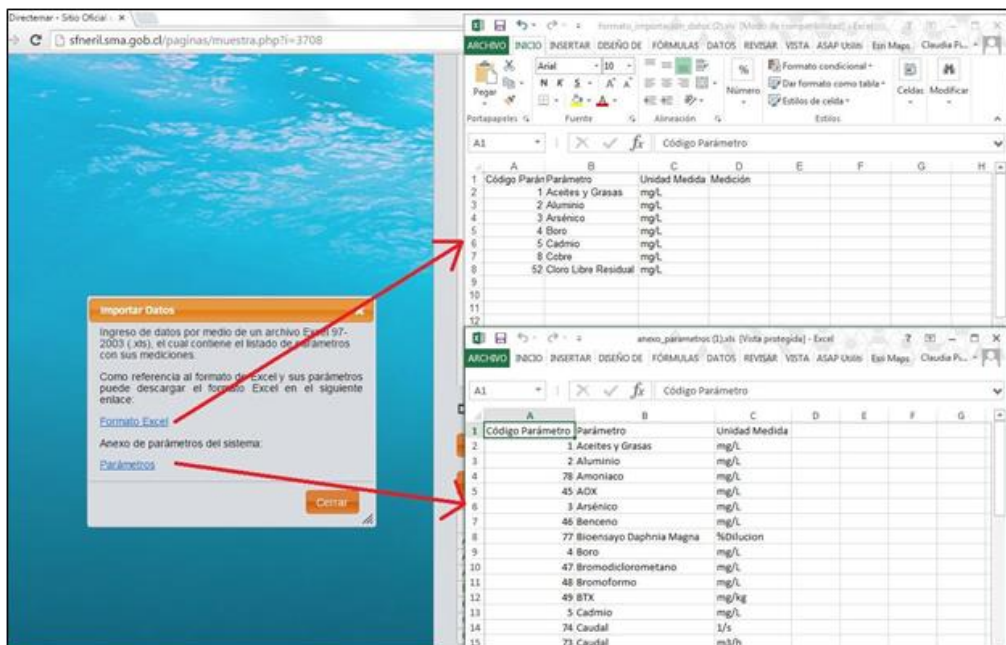 Directemar - Sitio Oficial
sfneril.sma.gob.cl/paginas/muestra.php?i=3708
Importar Datos
Ingreso de datos por medio de un archivo Excel 97-
2003 (.xls), el cual contiene el listado de parámetros
con sus mediciones.
Como referencia al formato de Excel y sus parámetros
puede descargar el formato Excel en el siguiente
enlace:
Formato Excel
Anexo de parámetros del sistema:
Parámetros
Cerrar
ARCHIVO INICIO INSERTAR DISEÑO DE FÓRMULAS DATOS REVISAR VISTA ASAP Utiliti Esri Maps Claudia Pi...
Arial 10
N K S
Pegar
Número
Formato condicional
Dar formato como tabla
Estilos de celda
Celdas Modificar
Portapapeles Fuente Alineación Estilos
A1 fx Código Parámetro
A B C D E F G H
1 Código Parán Parámetro Unidad Medida Medición
2 1 Aceites y Grasas mg/L
3 2 Aluminio mg/L
4 3 Arsénico mg/L
5 4 Boro mg/L
6 5 Cadmio mg/L
7 8 Cobre mg/L
8 52 Cloro Libre Residual mg/L
9
10
11
12
anexo_parametros (1).xls [Vista protegida] - Excel
ARCHIVO INICIO INSERTAR DISEÑO DE FÓRMULAS DATOS REVISAR VISTA ASAP Utiliti Esri Maps Claudia Pi...
A1 fx Código Parámetro
A B C D E F G
1 Código Parámetro Parámetro Unidad Medida
2 1 Aceites y Grasas mg/L
3 2 Aluminio mg/L
4 78 Amoniaco mg/L
5 45 AOX mg/L
6 3 Arsénico mg/L
7 46 Benceno mg/L
8 77 Bioensayo Daphnia Magna %Dilucion
9 4 Boro mg/L
10 47 Bromodiclorometano mg/L
11 48 Bromoformo mg/L
12 49 BTX mg/kg
13 5 Cadmio mg/L
14 74 Caudal 1/s
15 73 Caudal m3/h